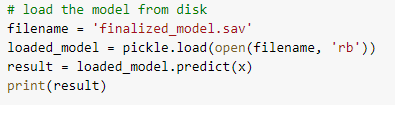 # load the model from disk
filename = 'finalized_model.sav'
loaded_model = pickle.load(open(filename, 'rb'))
result = loaded_model.predict(x)
print(result)